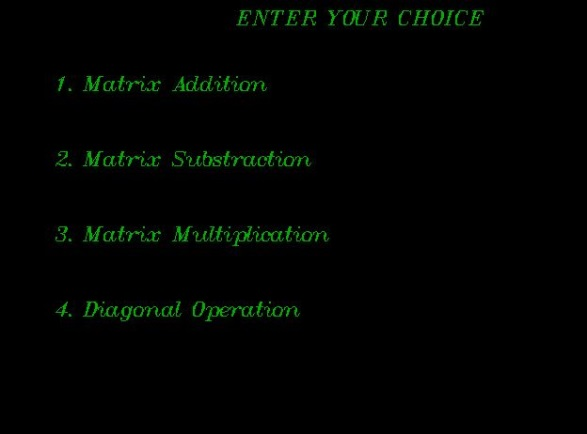 ENTER YOUR CHOICE
1. Matrix Addition
2. Matrix Substraction
3. Matrix Multiplication
4. Diagonal Operation